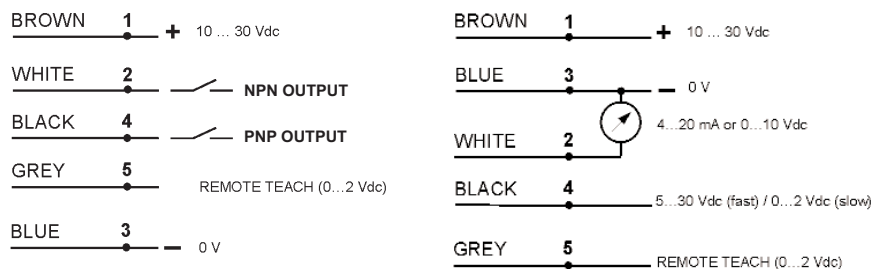 BROWN 1 + 10 ... 30 Vdc
WHITE 2 NPN OUTPUT
BLACK 4 PNP OUTPUT
GREY 5 REMOTE TEACH (0...2 Vdc)
BLUE 3 − 0 V
BROWN 1 + 10 ... 30 Vdc
BLUE 3 − 0 V
4...20 mA or 0...10 Vdc
WHITE 2
BLACK 4 5...30 Vdc (fast) / 0...2 Vdc (slow)
GREY 5 REMOTE TEACH (0...2 Vdc)